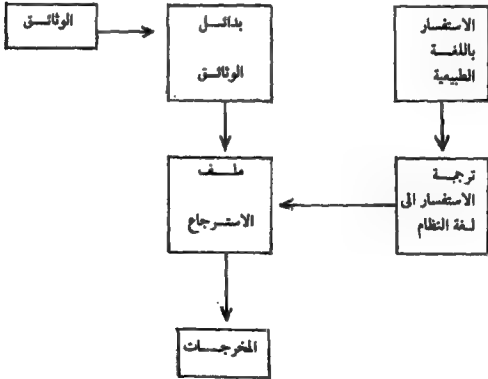 الوثائق
بدائل
الوثائق
الاستفسار
باللغة
الطبيعية
ترجمة
الاستفسار الى
لغة النظام
ملف
الاسترجاع
المخرجات